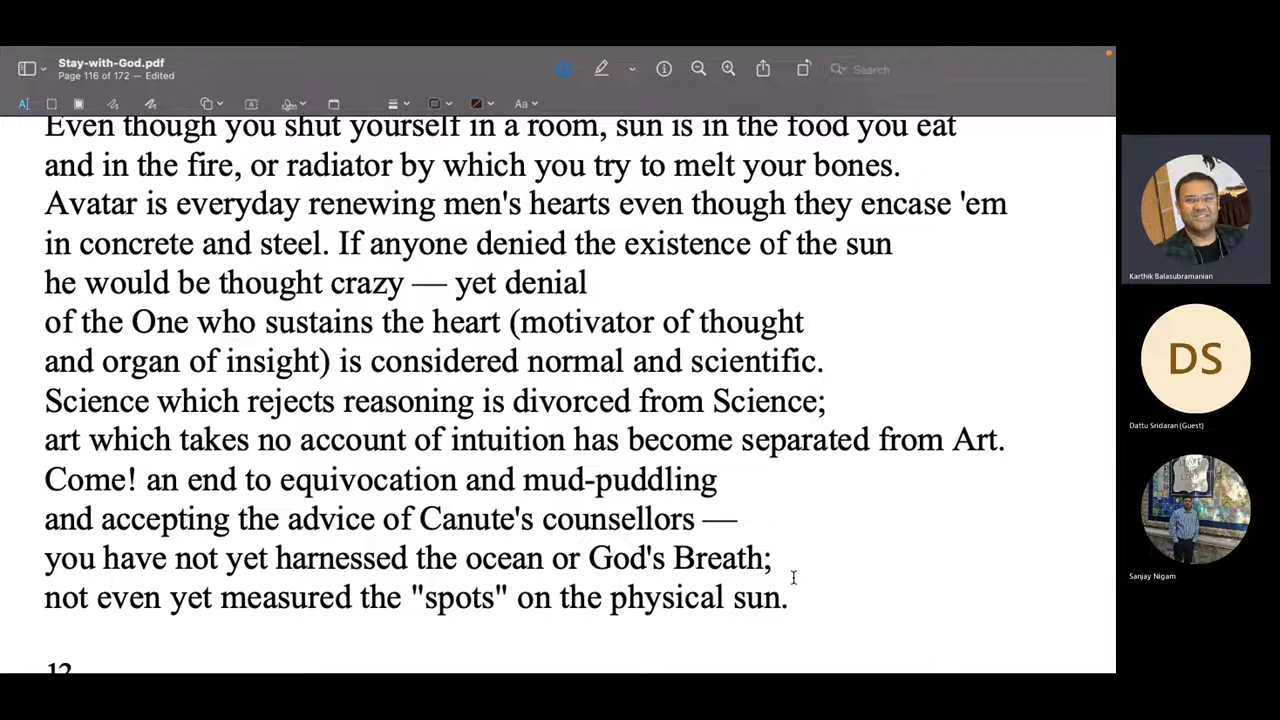 Stay-with-God.pdf
Page 116 of 172 — Edited
Search
Aa
Even though you shut yourself in a room, sun is in the food you eat
and in the fire, or radiator by which you try to melt your bones.
Avatar is everyday renewing men's hearts even though they encase 'em
in concrete and steel. If anyone denied the existence of the sun
he would be thought crazy — yet denial
of the One who sustains the heart (motivator of thought
and organ of insight) is considered normal and scientific.
Science which rejects reasoning is divorced from Science;
art which takes no account of intuition has become separated from Art.
Come! an end to equivocation and mud-puddling
and accepting the advice of Canute's counsellors —
you have not yet harnessed the ocean or God's Breath;
not even yet measured the "spots" on the physical sun.
12
Karthik Balasubramanian
DS
Dattu Sridaran (Guest)
Sanjay Nigam